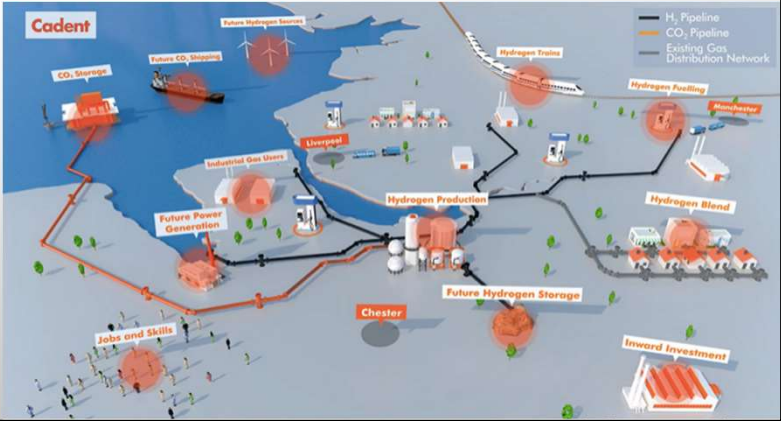 Cadent
Future Hydrogen Sources
H₂ Pipeline
CO₂ Pipeline
Existing Gas
Distribution Network
CO₂ Storage
Future CO₂ Shipping
Hydrogen Trains
Hydrogen Fuelling
Manchester
Liverpool
Industrial Gas Users
Hydrogen Production
Hydrogen Blend
Future Power
Generation
Future Hydrogen Storage
Chester
Jobs and Skills
Inward Investment